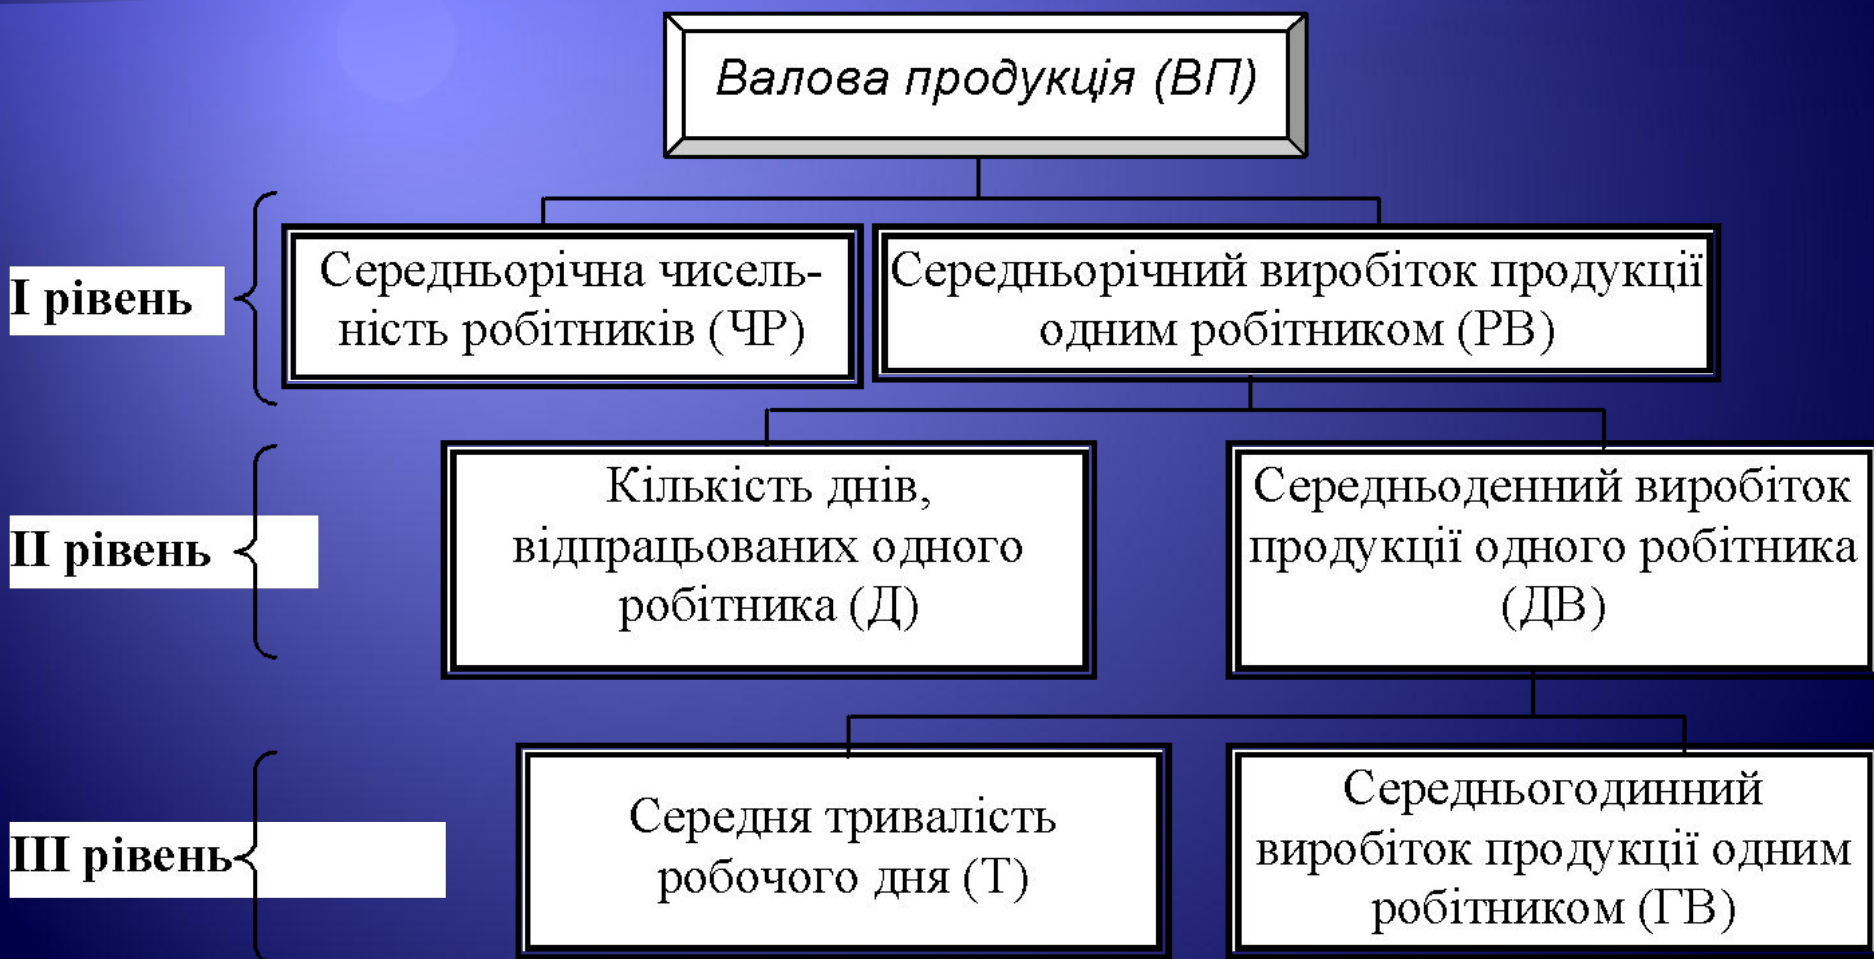 Валова продукція (ВП)
І рівень
Середньорічна чисель-
ність робітників (ЧР)
Середньорічний виробіток продукції
одним робітником (РВ)
ІІ рівень
Кількість днів,
відпрацьованих одного
робітника (Д)
Середньоденний виробіток
продукції одного робітника
(ДВ)
ІІІ рівень
Середня тривалість
робочого дня (Т)
Середньогодинний
виробіток продукції одним
робітником (ГВ)